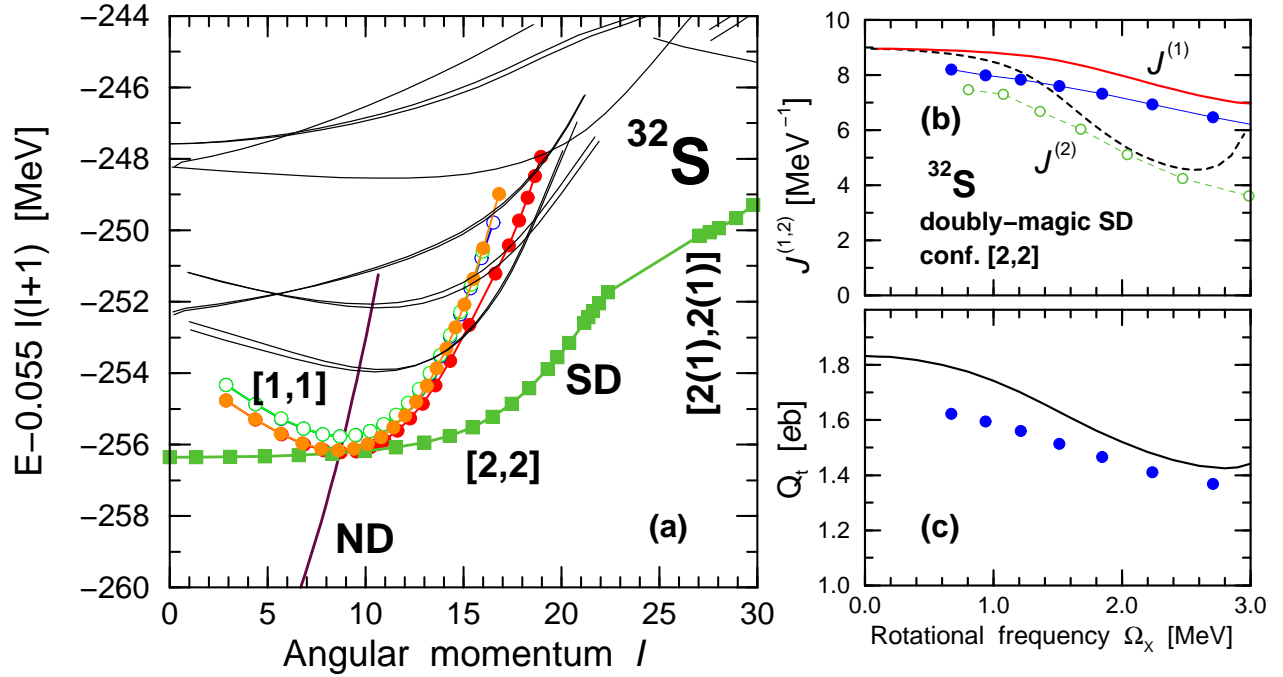 −244
−246
−248
−250
−252
−254
−256
−258
−260
E−0.055 I(I+1) [MeV]
0 5 10 15 20 25 30
Angular momentum I
32S
[1,1]
[2,2]
SD
ND
[2(1),2(1)]
(a)
10
8
6
4
2
0
J(1,2) [MeV−1]
J(1)
J(2)
(b)
32S
doubly−magic SD
conf. [2,2]
1.8
1.6
1.4
1.2
1.0
Qt [eb]
(c)
0.0 1.0 2.0 3.0
Rotational frequency Ωx [MeV]